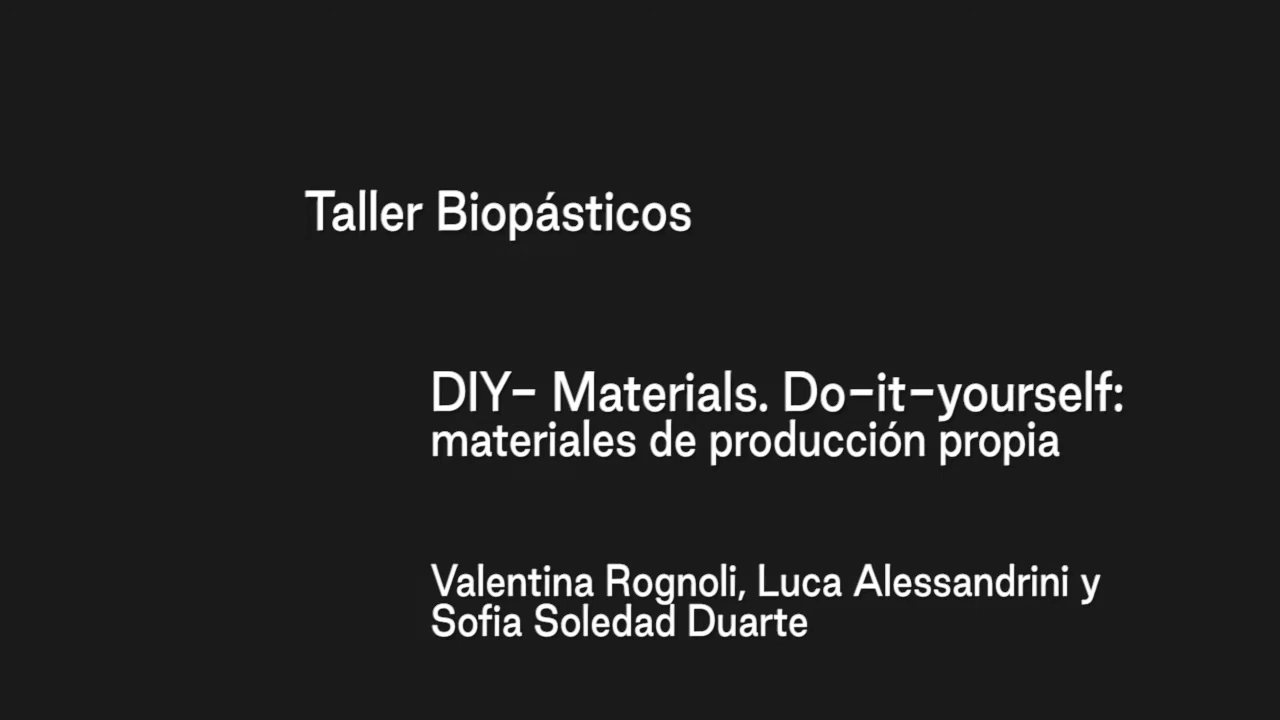 Taller Biopásticos
DIY- Materials. Do-it-yourself:
materiales de producción propia
Valentina Rognoli, Luca Alessandrini y
Sofia Soledad Duarte